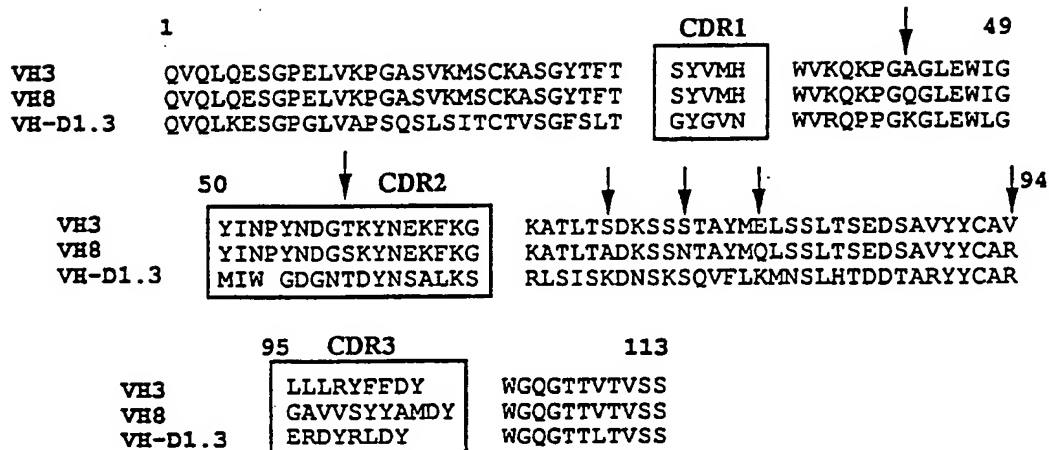 1 CDR1 49
VH3 QVQLQESGPELVKPGASVKMSCKASGYTFT SYVMH WVKQKPGAGLEWIG
VH8 QVQLQESGPELVKPGASVKMSCKASGYTFT SYVMH WVKQKPGQGLEWIG
VH-D1.3 QVQLKESGPGLVAPSQSLSITCTVSGFSLT GYGVN WVRQPPGKGLEWLG
50 CDR2 94
VH3 YINPYNDGTKYNEKFKG KATLTSDKSSSTAYMELSSLTSEDSAVYYCAV
VH8 YINPYNDGSKYNEKFKG KATLTADKSSNTAYMQLSSLTSEDSAVYYCAR
VH-D1.3 MIW GDGNTDYNSALKS RLSISKDNSKSQVFLKMNSLHTDDTARYYCAR
95 CDR3 113
VH3 LLLRYFFDY WGQGTTVTVSS
VH8 GAVVSYYAMDY WGQGTTVTVSS
VH-D1.3 ERDYRLDY WGQGTTLTVSS